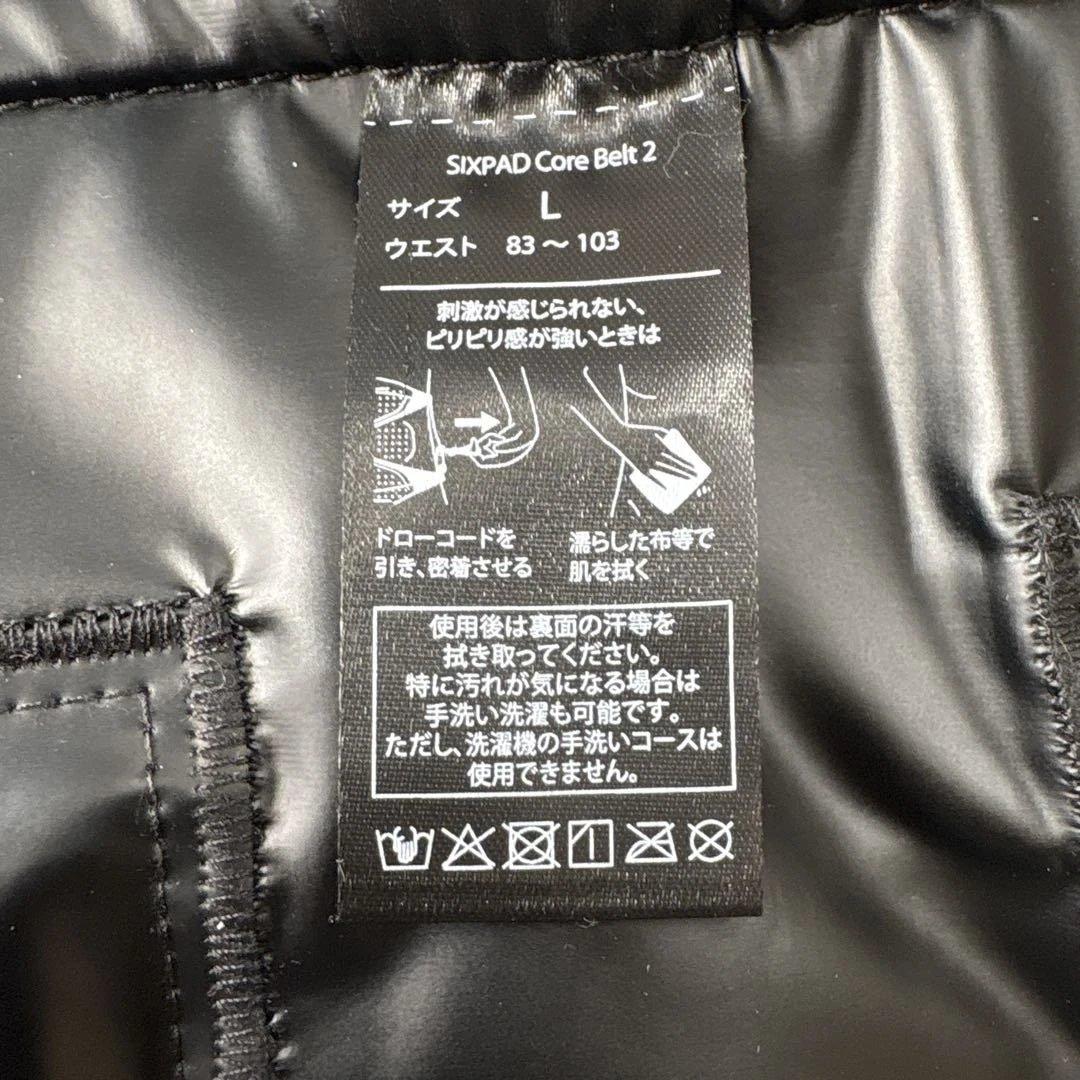 SIXPAD Core Belt 2
サイズ L
ウエスト 83～103
刺激が感じられない、
ピリピリ感が強いときは
ドローコードを
引き、密着させる
濡らした布等で
肌を拭く
使用後は裏面の汗等を
拭き取ってください。
特に汚れが気になる場合は
手洗い洗濯も可能です。
ただし、洗濯機の手洗いコースは
使用できません。